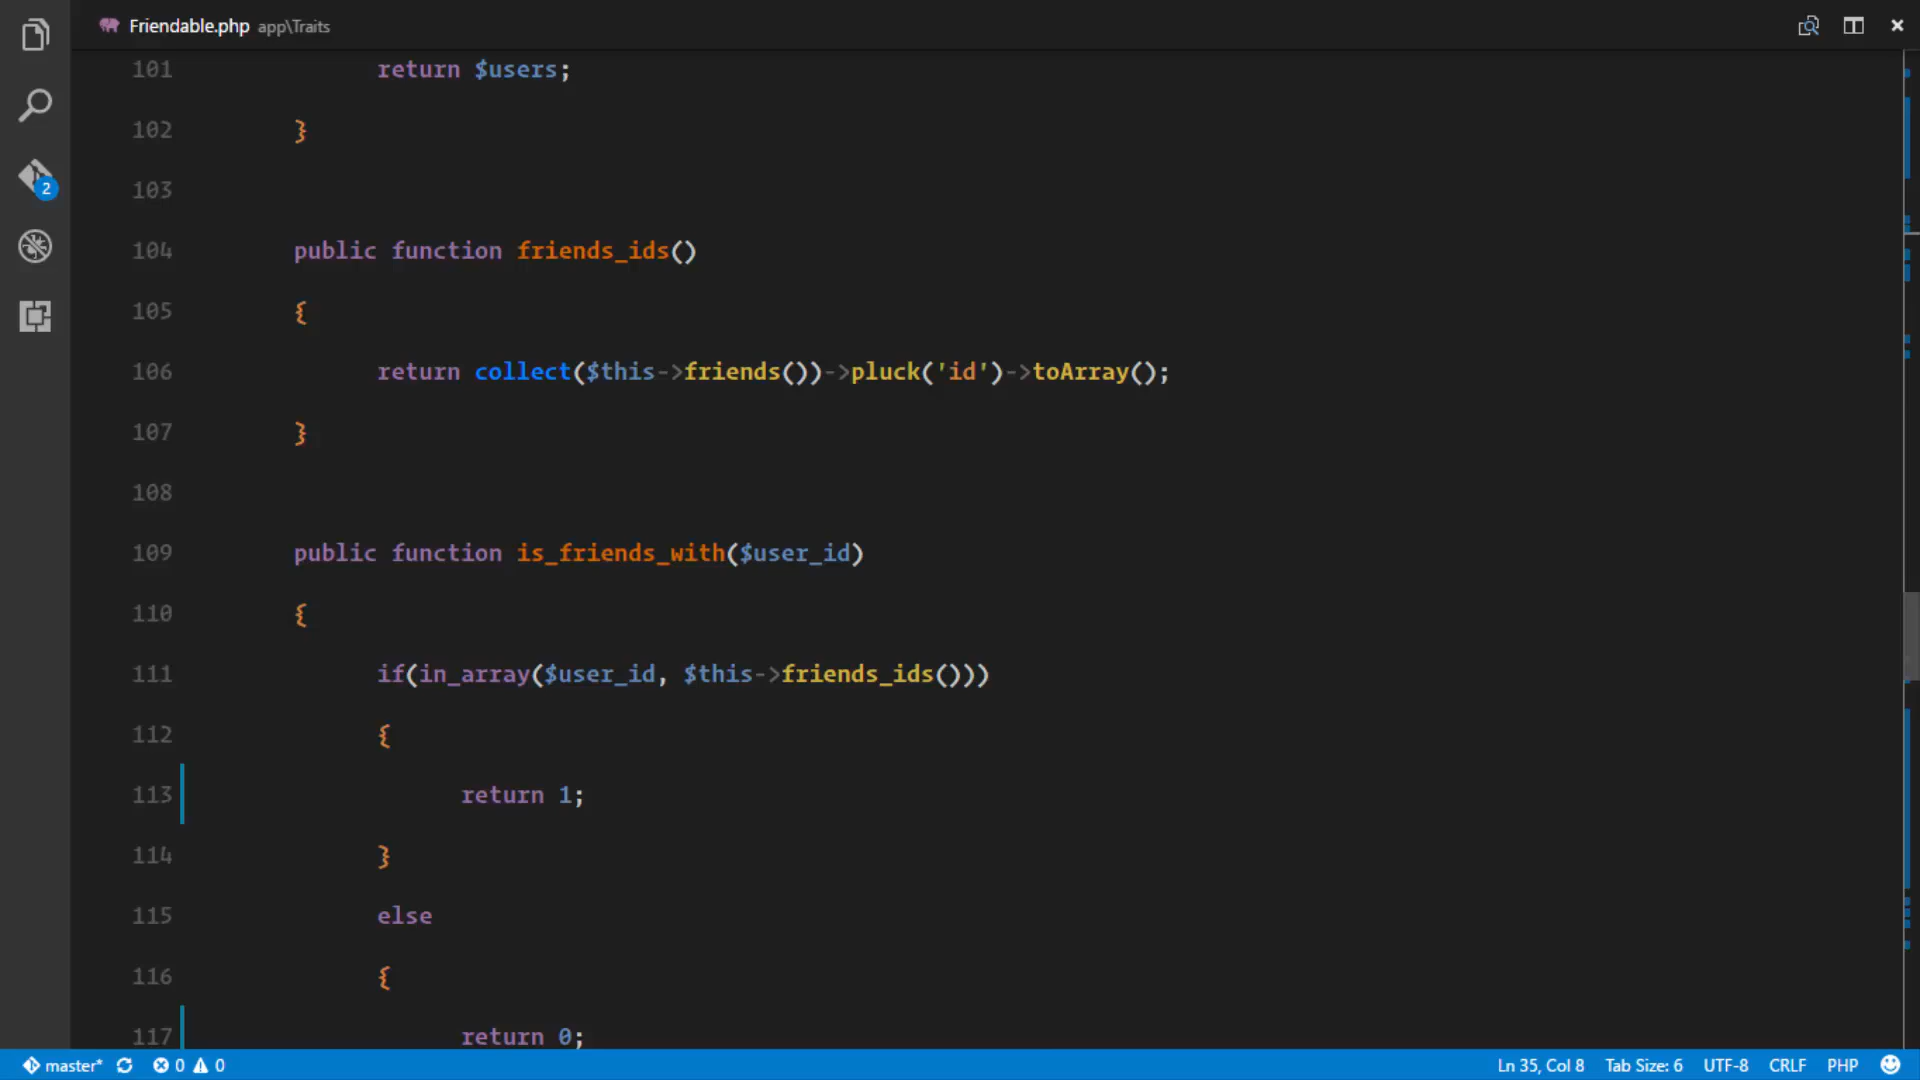 Friendable.php app\Traits
101 return $users;
102 }
103
104 public function friends_ids()
105 {
106 return collect($this->friends())->pluck('id')->toArray();
107 }
108
109 public function is_friends_with($user_id)
110 {
111 if(in_array($user_id, $this->friends_ids()))
112 {
113 return 1;
114 }
115 else
116 {
117 return 0;
2
master* 0 0 Ln 35, Col 8 Tab Size: 6 UTF-8 CRLF PHP